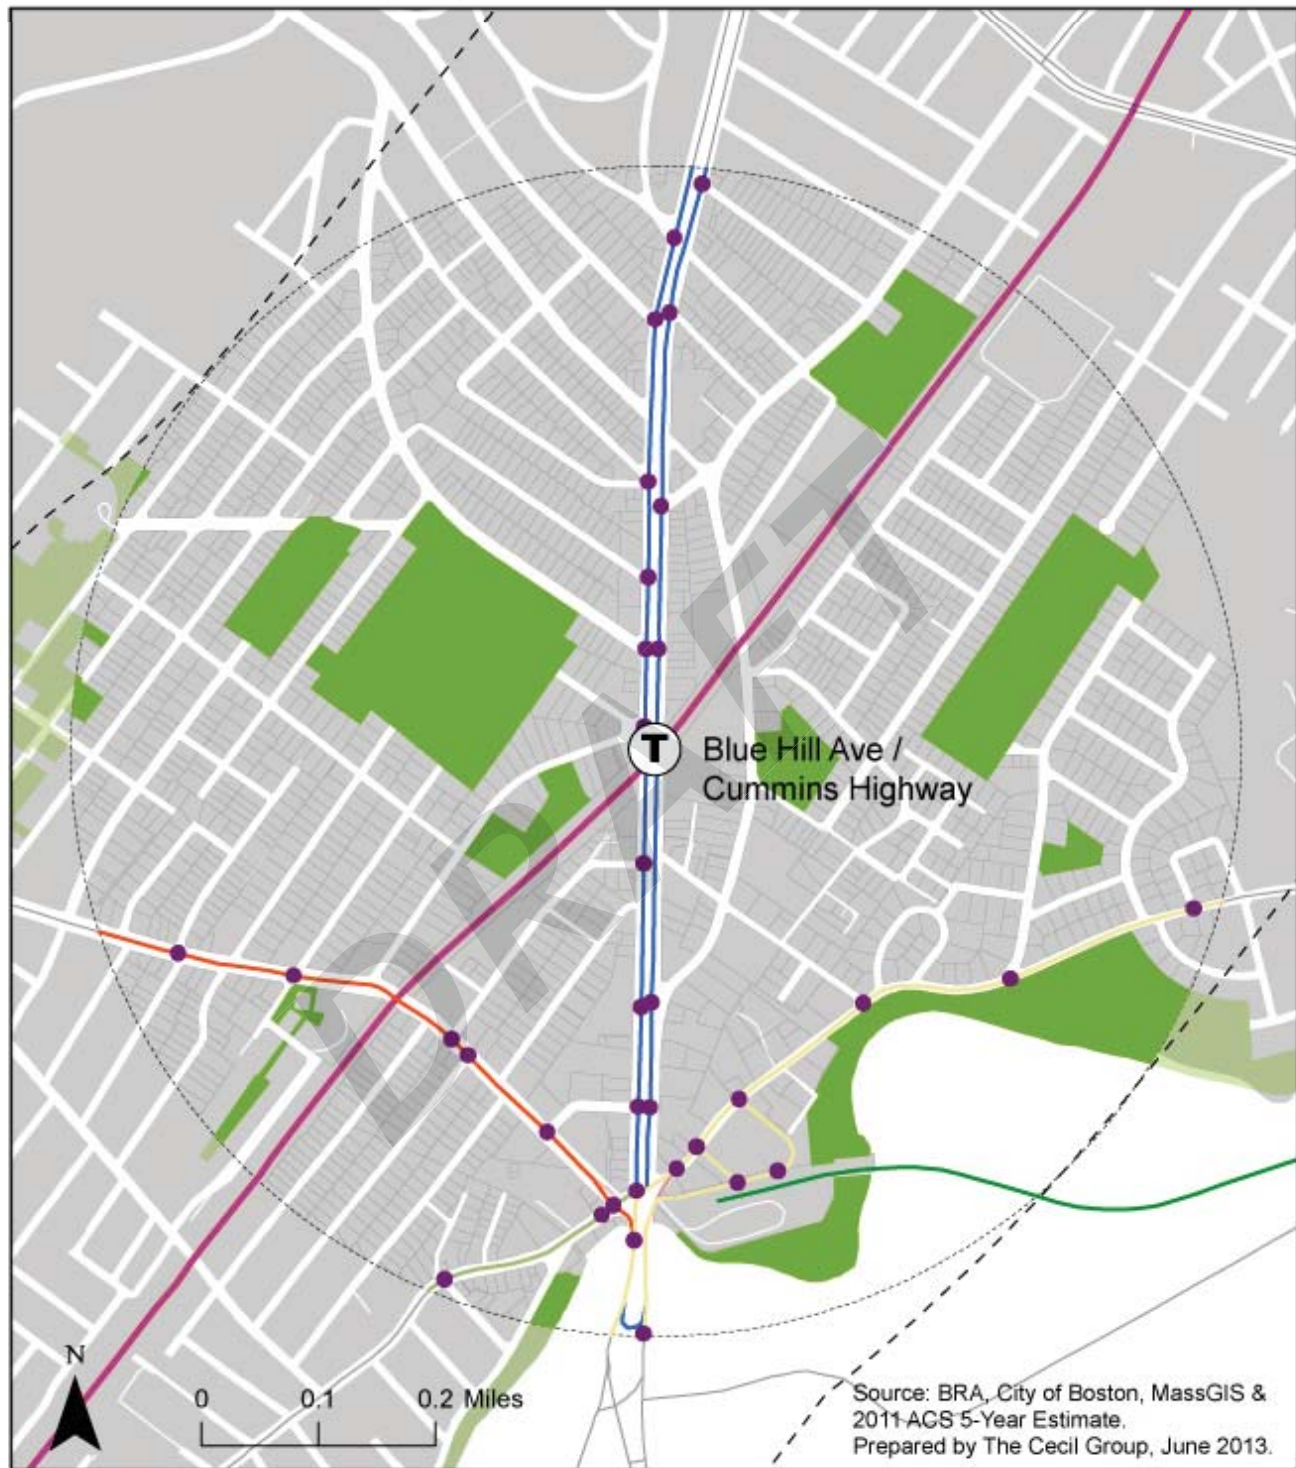 DRAFT
T
Blue Hill Ave /
Cummins Highway
N
0 0.1 0.2 Miles
Source: BRA, City of Boston, MassGIS &
2011 ACS 5-Year Estimate.
Prepared by The Cecil Group, June 2013.